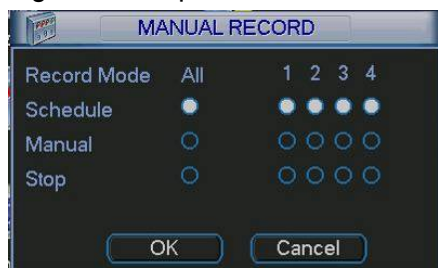 MANUAL RECORD
Record Mode All 1 2 3 4
Schedule
Manual
Stop
OK Cancel